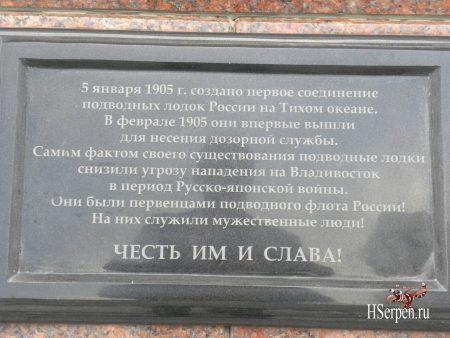 5 января 1905 г. создано первое соединение
подводных лодок России на Тихом океане.
В феврале 1905 они впервые вышли
для несения дозорной службы.
Самим фактом своего существования подводные лодки
снизили угрозу нападения на Владивосток
в период Русско-японской войны.
Они были первенцами подводного флота России!
На них служили мужественные люди!
ЧЕСТЬ ИМ И СЛАВА!
HSerpen.ru